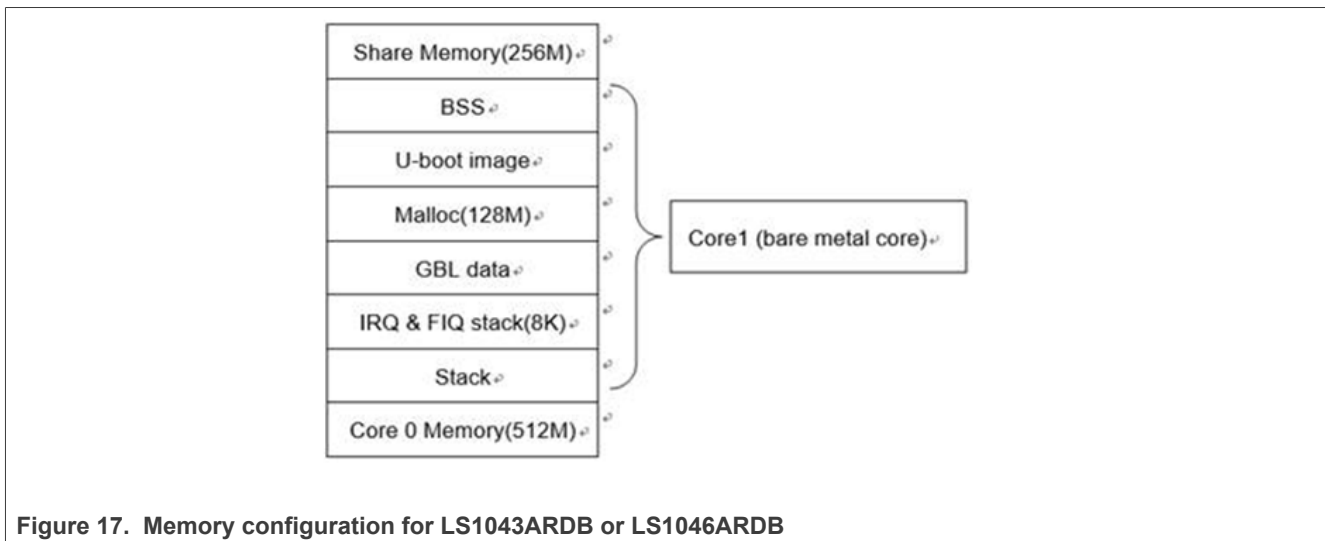 Share Memory(256M)
BSS
U-boot image
Malloc(128M)
GBL data
IRQ & FIQ stack(8K)
Stack
Core 0 Memory(512M)
Core1 (bare metal core)
Figure 17. Memory configuration for LS1043ARDB or LS1046ARDB